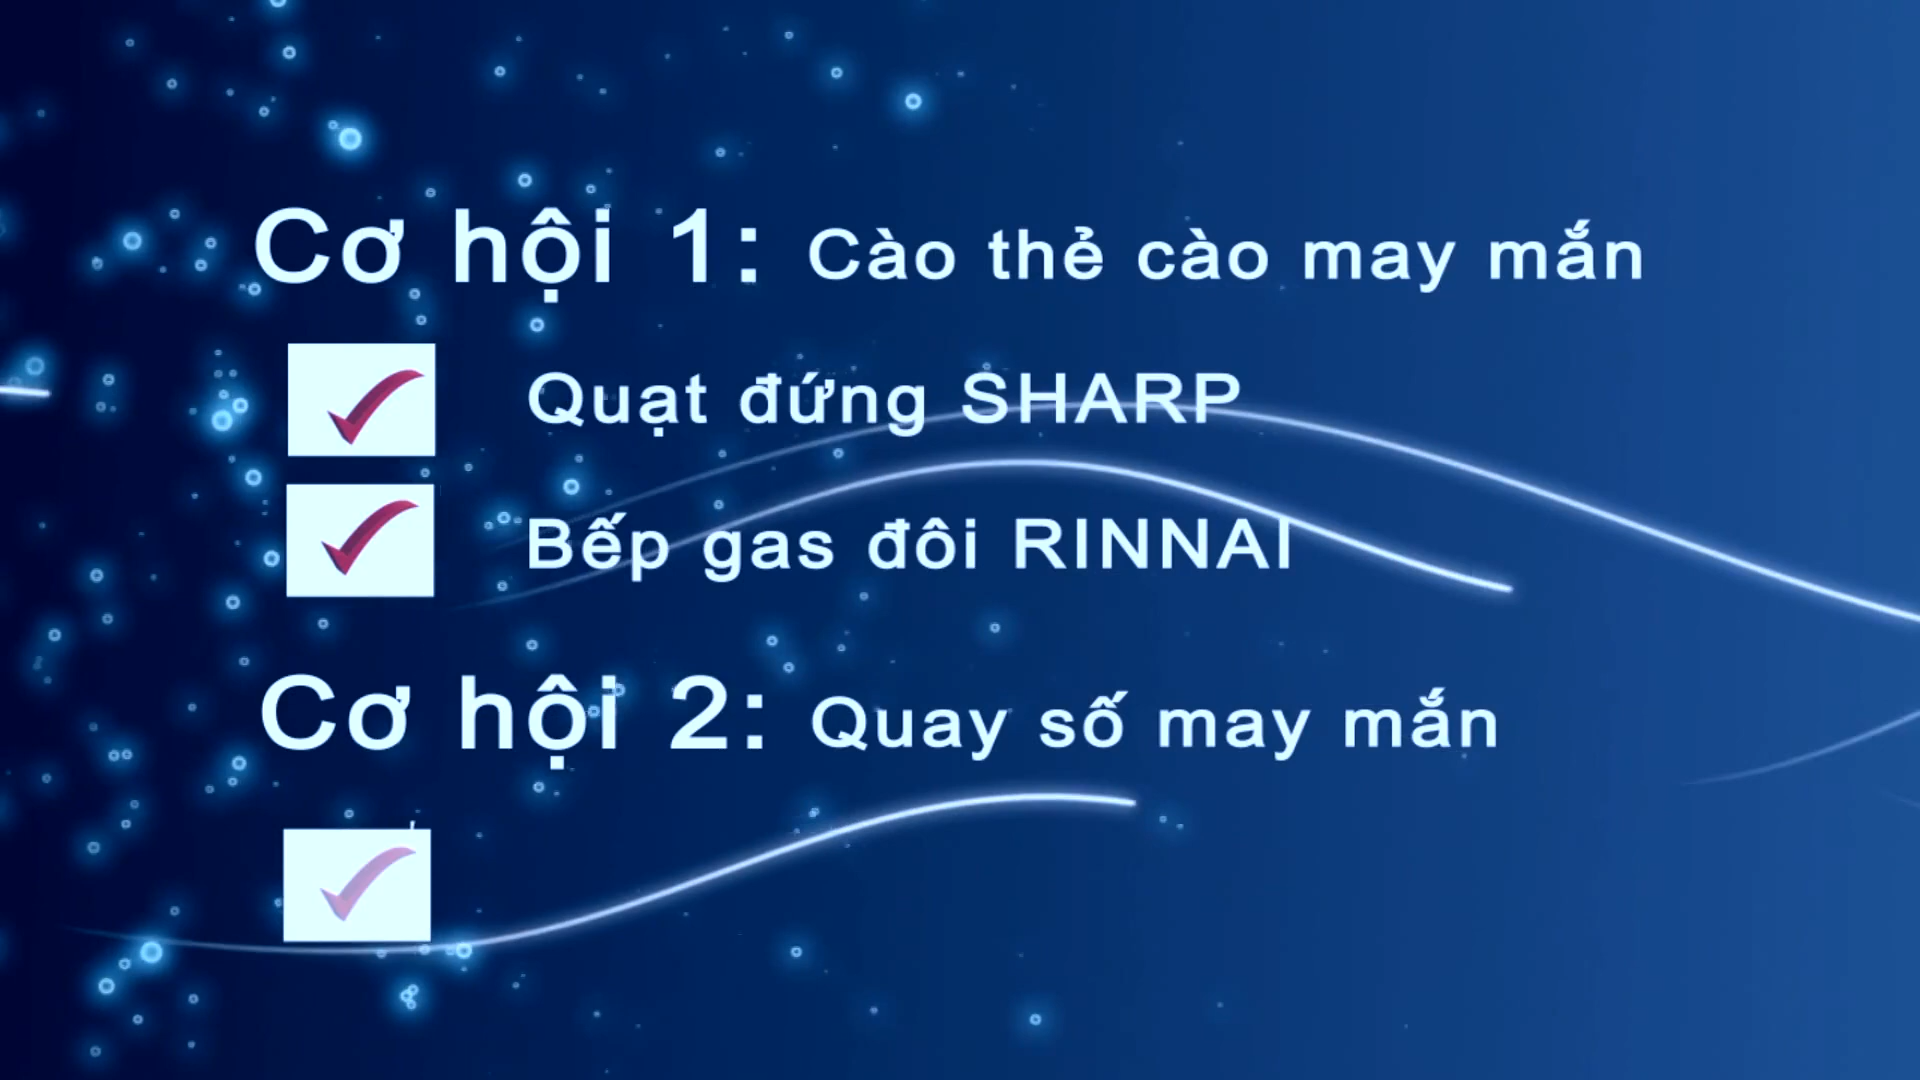 Cơ hội 1: Cào thẻ cào may mắn
Quạt đứng SHARP
Bếp gas đôi RINNAI
Cơ hội 2: Quay số may mắn